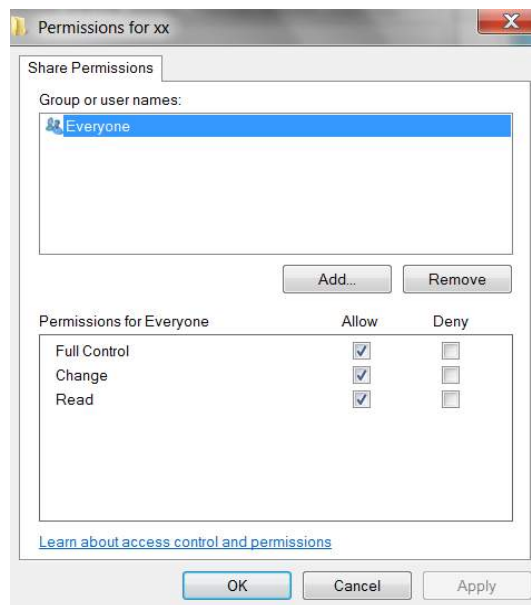 Permissions for xx
X
Share Permissions
Group or user names:
Everyone
Add...
Remove
Permissions for Everyone
Allow
Deny
Full Control
Change
Read
Learn about access control and permissions
OK
Cancel
Apply